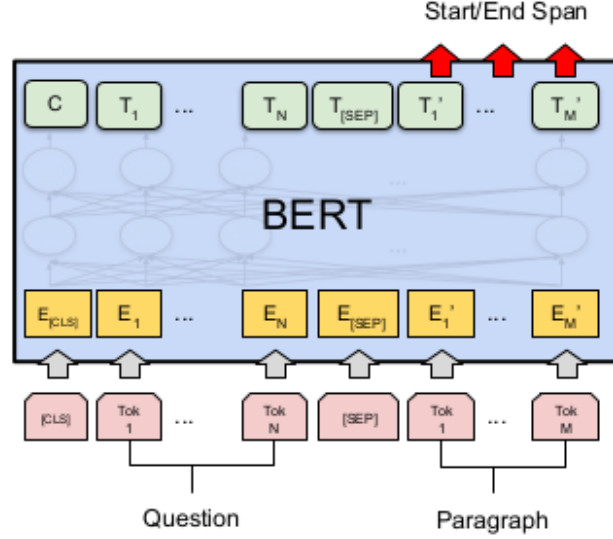 Start/End Span
C T1 ... TN T[SEP] T1’ ... TM’
...
BERT
...
E[CLS] E1 ... EN E[SEP] E1’ ... EM’
[CLS] Tok 1 ... Tok N [SEP] Tok 1 ... Tok M
Question Paragraph